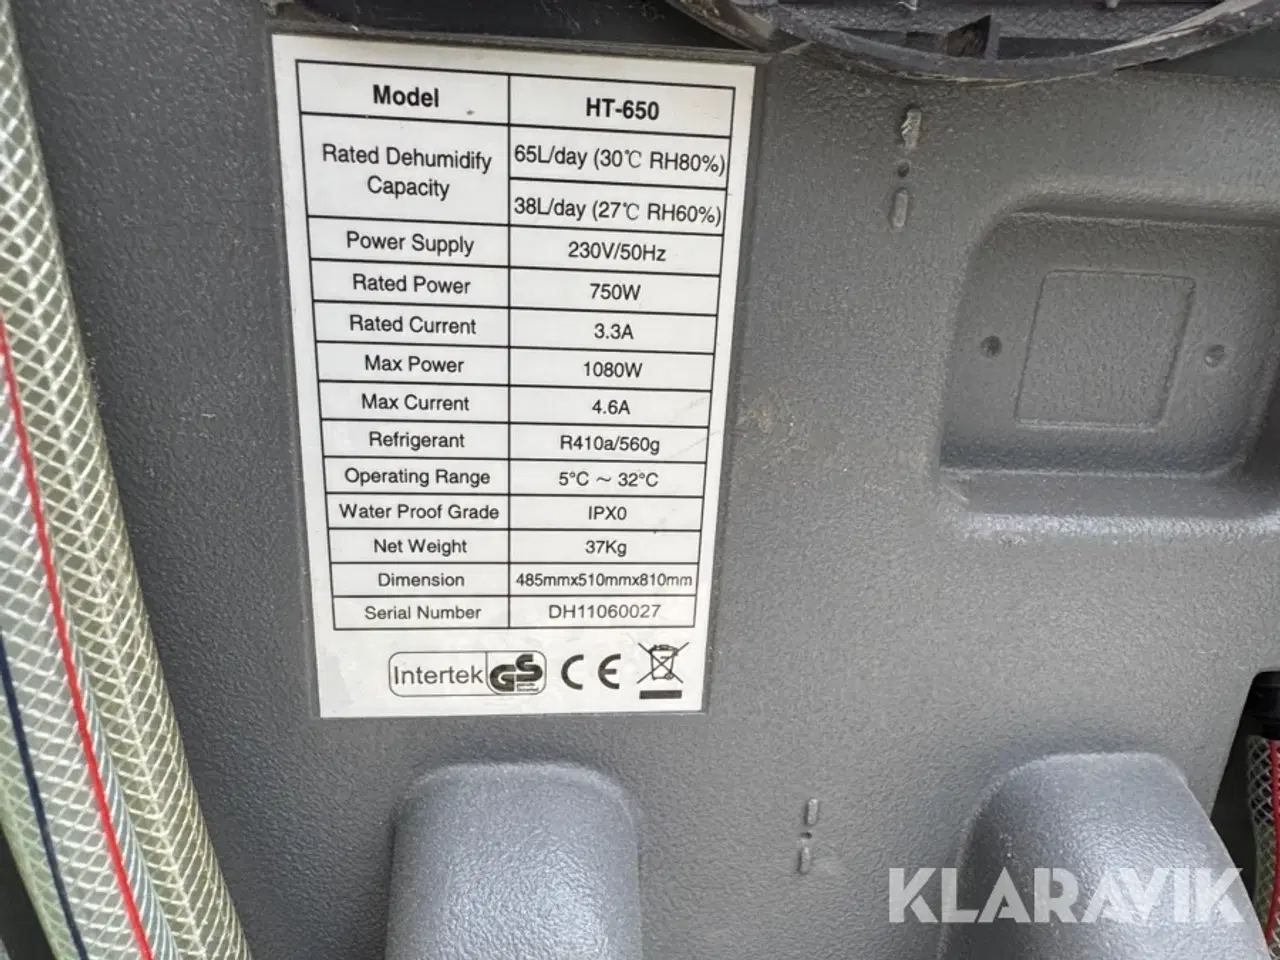 Model HT-650
Rated Dehumidify Capacity 65L/day (30℃ RH80%)
38L/day (27℃ RH60%)
Power Supply 230V/50Hz
Rated Power 750W
Rated Current 3.3A
Max Power 1080W
Max Current 4.6A
Refrigerant R410a/560g
Operating Range 5°C ~ 32°C
Water Proof Grade IPX0
Net Weight 37Kg
Dimension 485mmx510mmx810mm
Serial Number DH11060027
Intertek GS CE
KLARAVIK